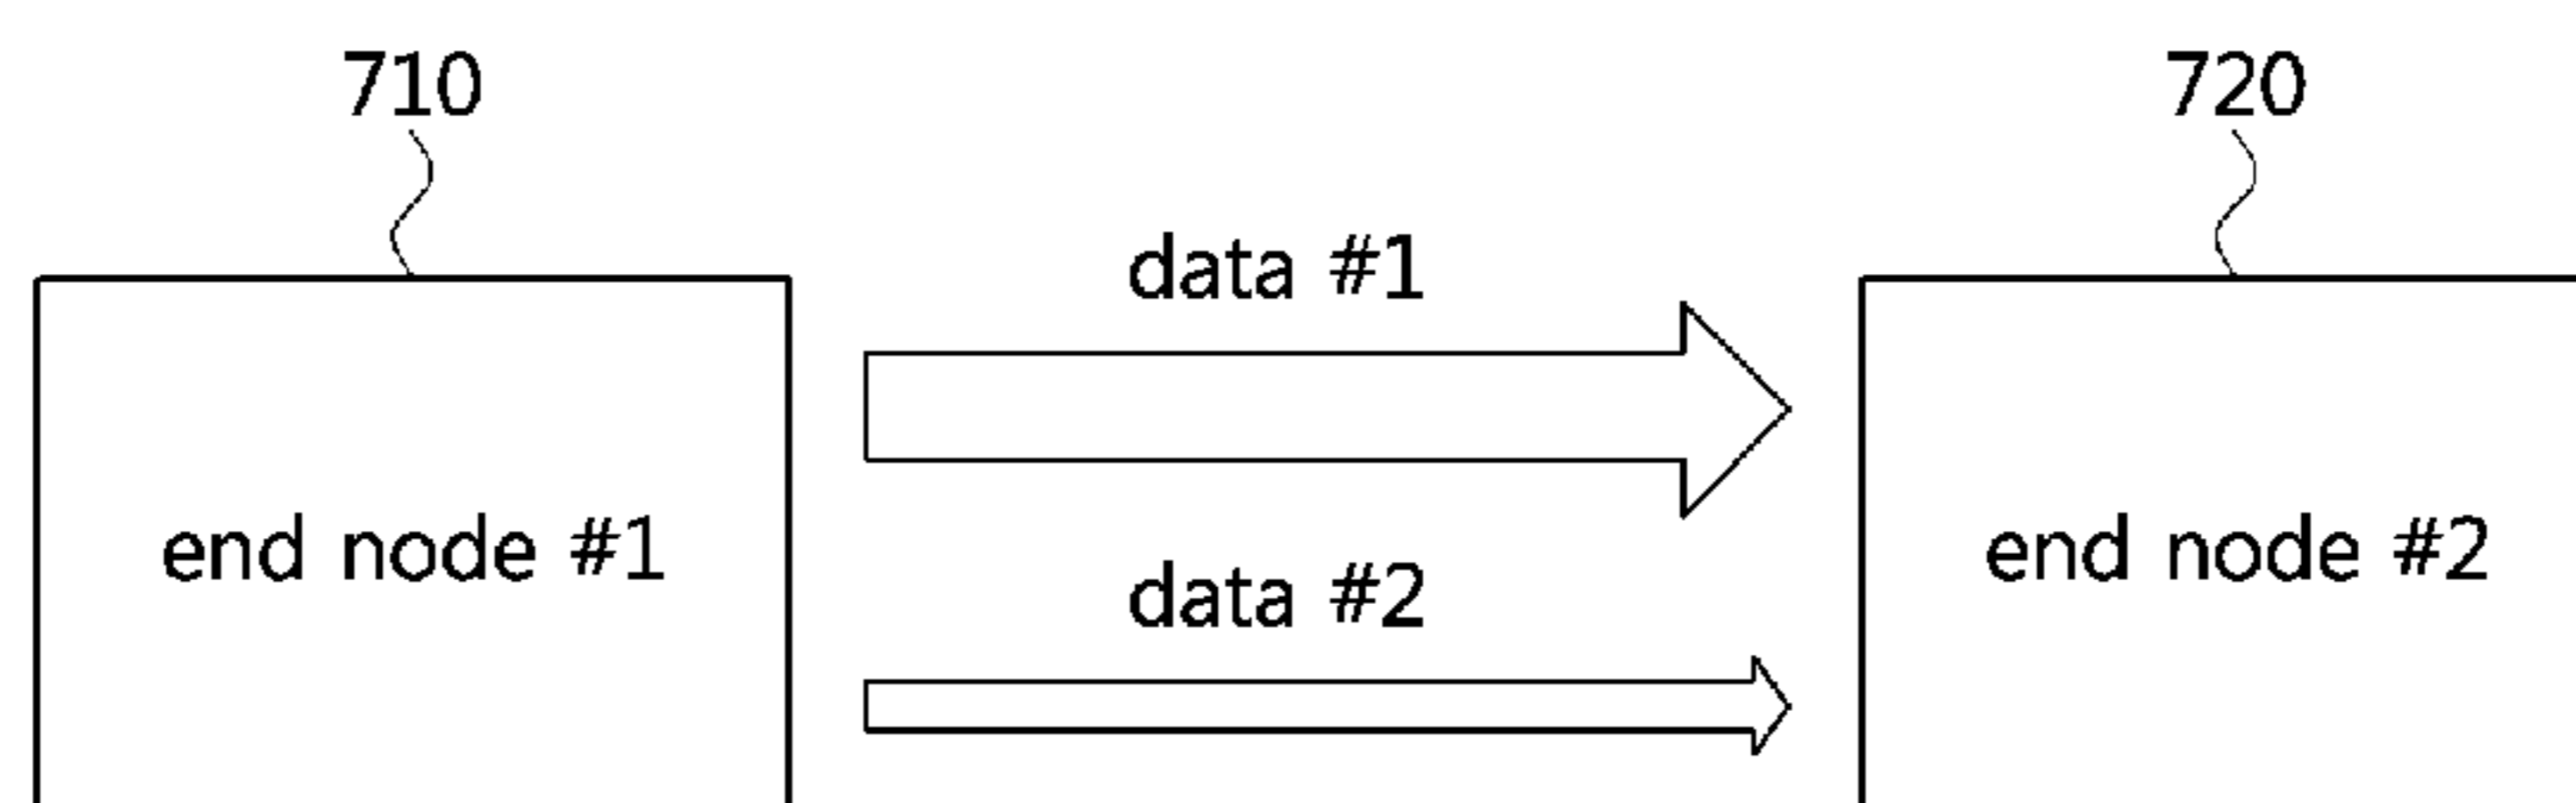 710
720
data #1
end node #1
end node #2
data #2